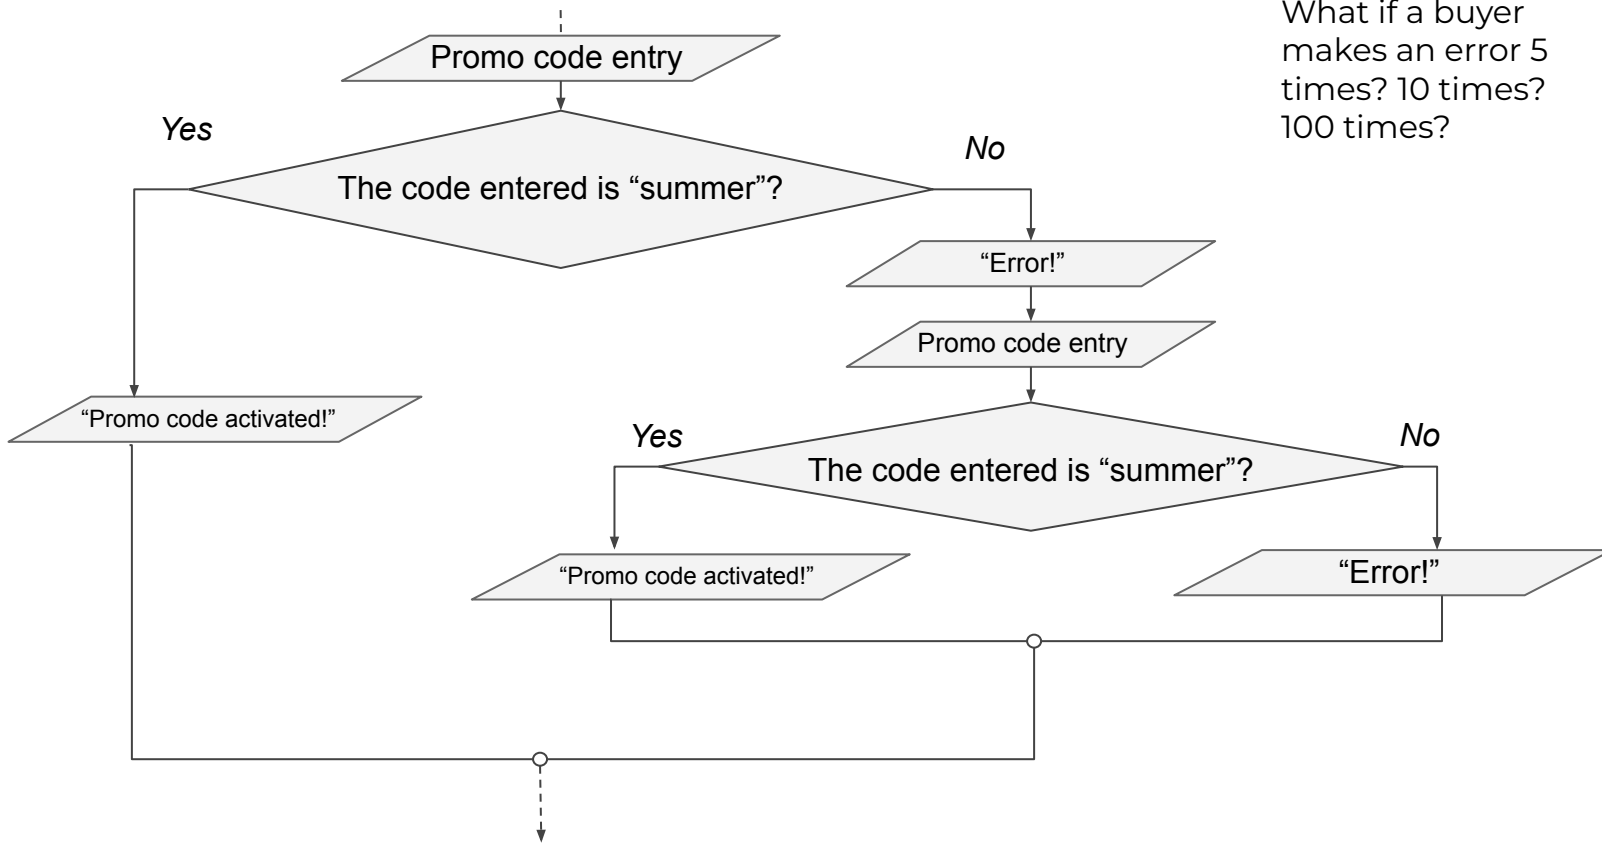 What if a buyer
makes an error 5
times? 10 times?
100 times?
Promo code entry
Yes
No
The code entered is “summer”?
“Error!”
Promo code entry
“Promo code activated!”
Yes
No
The code entered is “summer”?
“Promo code activated!”
“Error!”